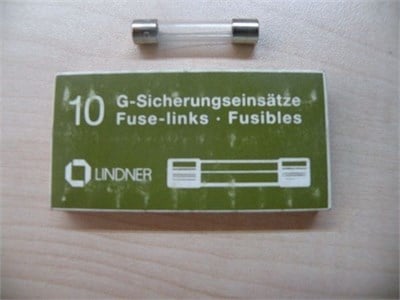 10 G-Sicherungseinsätze
Fuse-links · Fusibles
LINDNER